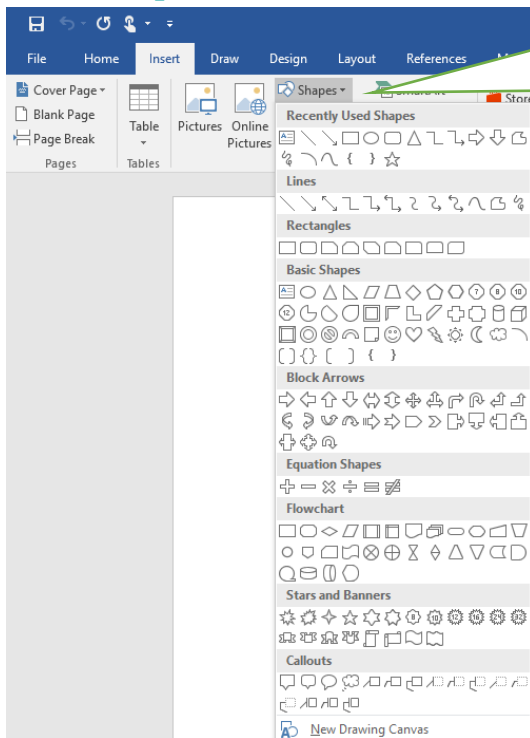 File Home Insert Draw Design Layout References
Cover Page
Blank Page
Page Break
Pages
Table
Tables
Pictures
Online Pictures
Shapes
Store
Recently Used Shapes
Lines
Rectangles
Basic Shapes
Block Arrows
Equation Shapes
Flowchart
Stars and Banners
Callouts
New Drawing Canvas